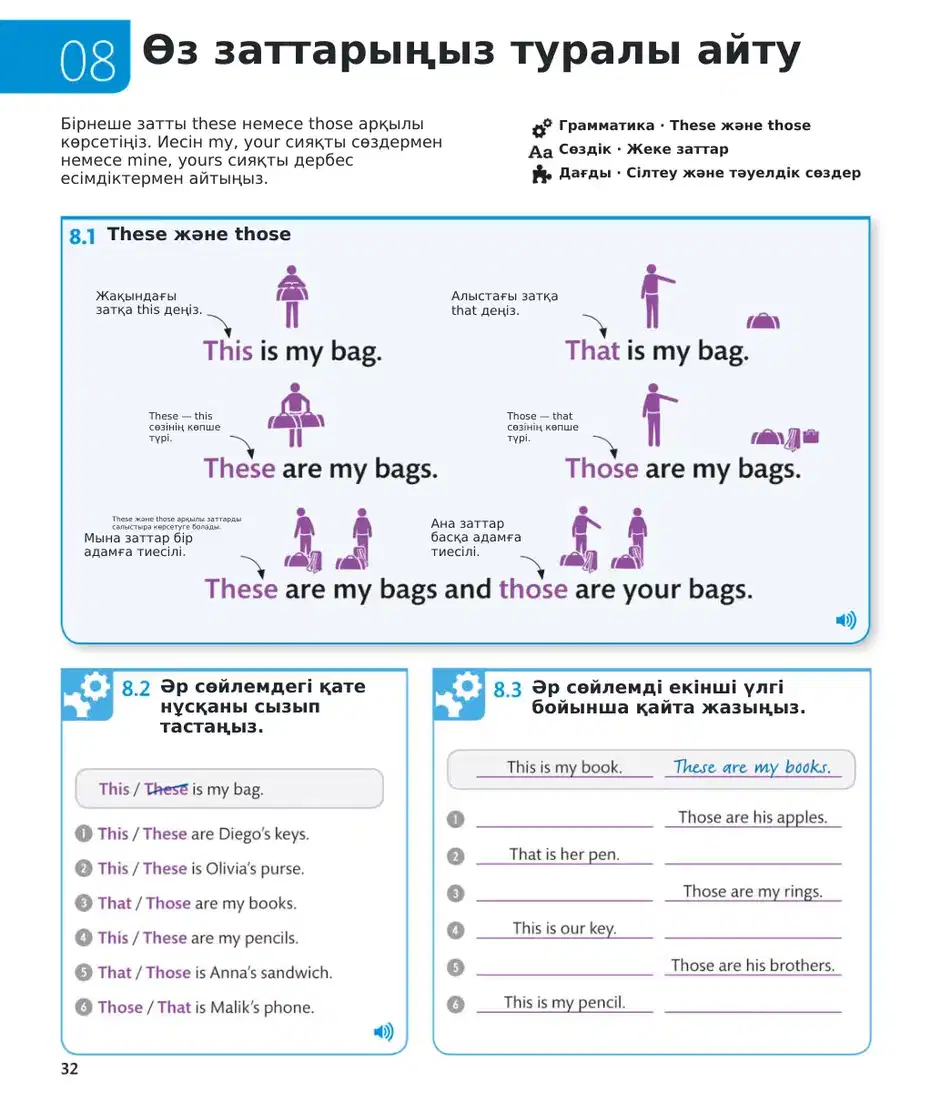 08
Өз заттарыңыз туралы айту
Бірнеше затты these немесе those арқылы
көрсетіңіз. Иесін my, your сияқты сөздермен
немесе mine, yours сияқты дербес
есімдіктермен айтыңыз.
Грамматика · These және those
Aa Сөздік · Жеке заттар
Дағды · Сілтеу және тәуелдік сөздер
8.1 These және those
Жақындағы
затқа this деңіз.
This is my bag.
Алыстағы затқа
that деңіз.
That is my bag.
These — this
сөзінің көпше
түрі.
These are my bags.
Those — that
сөзінің көпше
түрі.
Those are my bags.
These және those арқылы заттарды
салыстыра көрсетуге болады.
Мына заттар бір
адамға тиесілі.
Ана заттар
басқа адамға
тиесілі.
These are my bags and those are your bags.
8.2 Әр сөйлемдегі қате
нұсқаны сызып
тастаңыз.
This / These is my bag.
1 This / These are Diego's keys.
2 This / These is Olivia's purse.
3 That / Those are my books.
4 This / These are my pencils.
5 That / Those is Anna's sandwich.
6 Those / That is Malik's phone.
8.3 Әр сөйлемді екінші үлгі
бойынша қайта жазыңыз.
This is my book. These are my books.
1 Those are his apples.
2 That is her pen.
3 Those are my rings.
4 This is our key.
5 Those are his brothers.
6 This is my pencil.
32